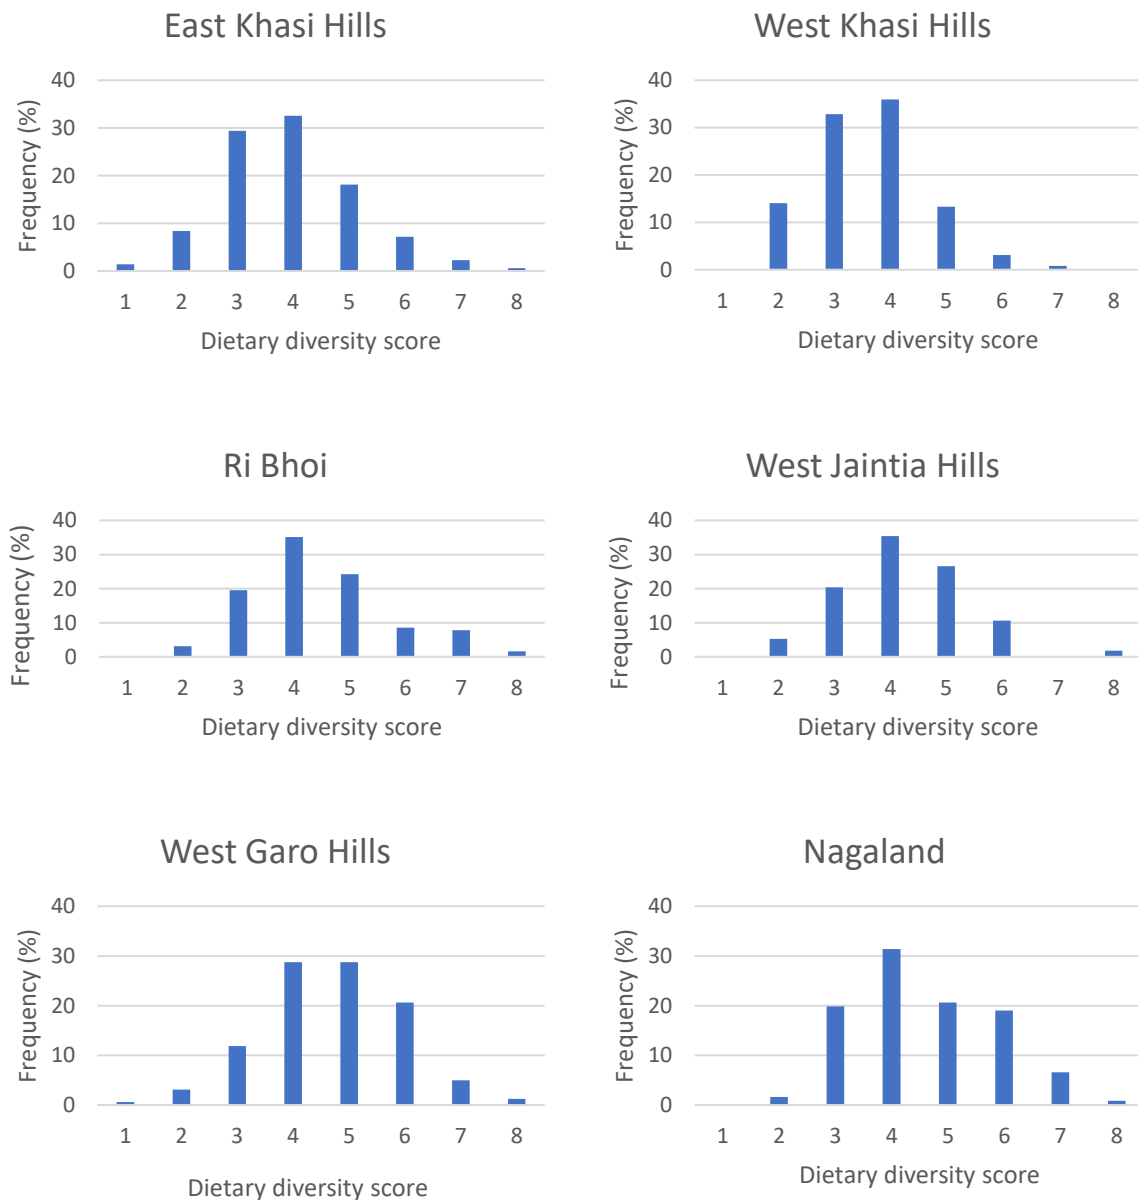 East Khasi Hills
Frequency (%)
40
30
20
10
0
1 2 3 4 5 6 7 8
Dietary diversity score
West Khasi Hills
Frequency (%)
40
30
20
10
0
1 2 3 4 5 6 7 8
Dietary diversity score
Ri Bhoi
Frequency (%)
40
30
20
10
0
1 2 3 4 5 6 7 8
Dietary diversity score
West Jaintia Hills
Frequency (%)
40
30
20
10
0
1 2 3 4 5 6 7 8
Dietary diversity score
West Garo Hills
Frequency (%)
40
30
20
10
0
1 2 3 4 5 6 7 8
Dietary diversity score
Nagaland
Frequency (%)
40
30
20
10
0
1 2 3 4 5 6 7 8
Dietary diversity score